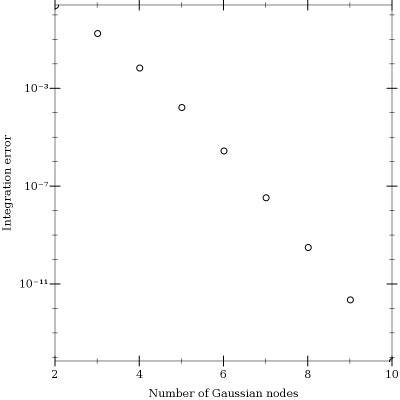 Integration error
10⁻³
10⁻⁷
10⁻¹¹
2 4 6 8 10
Number of Gaussian nodes